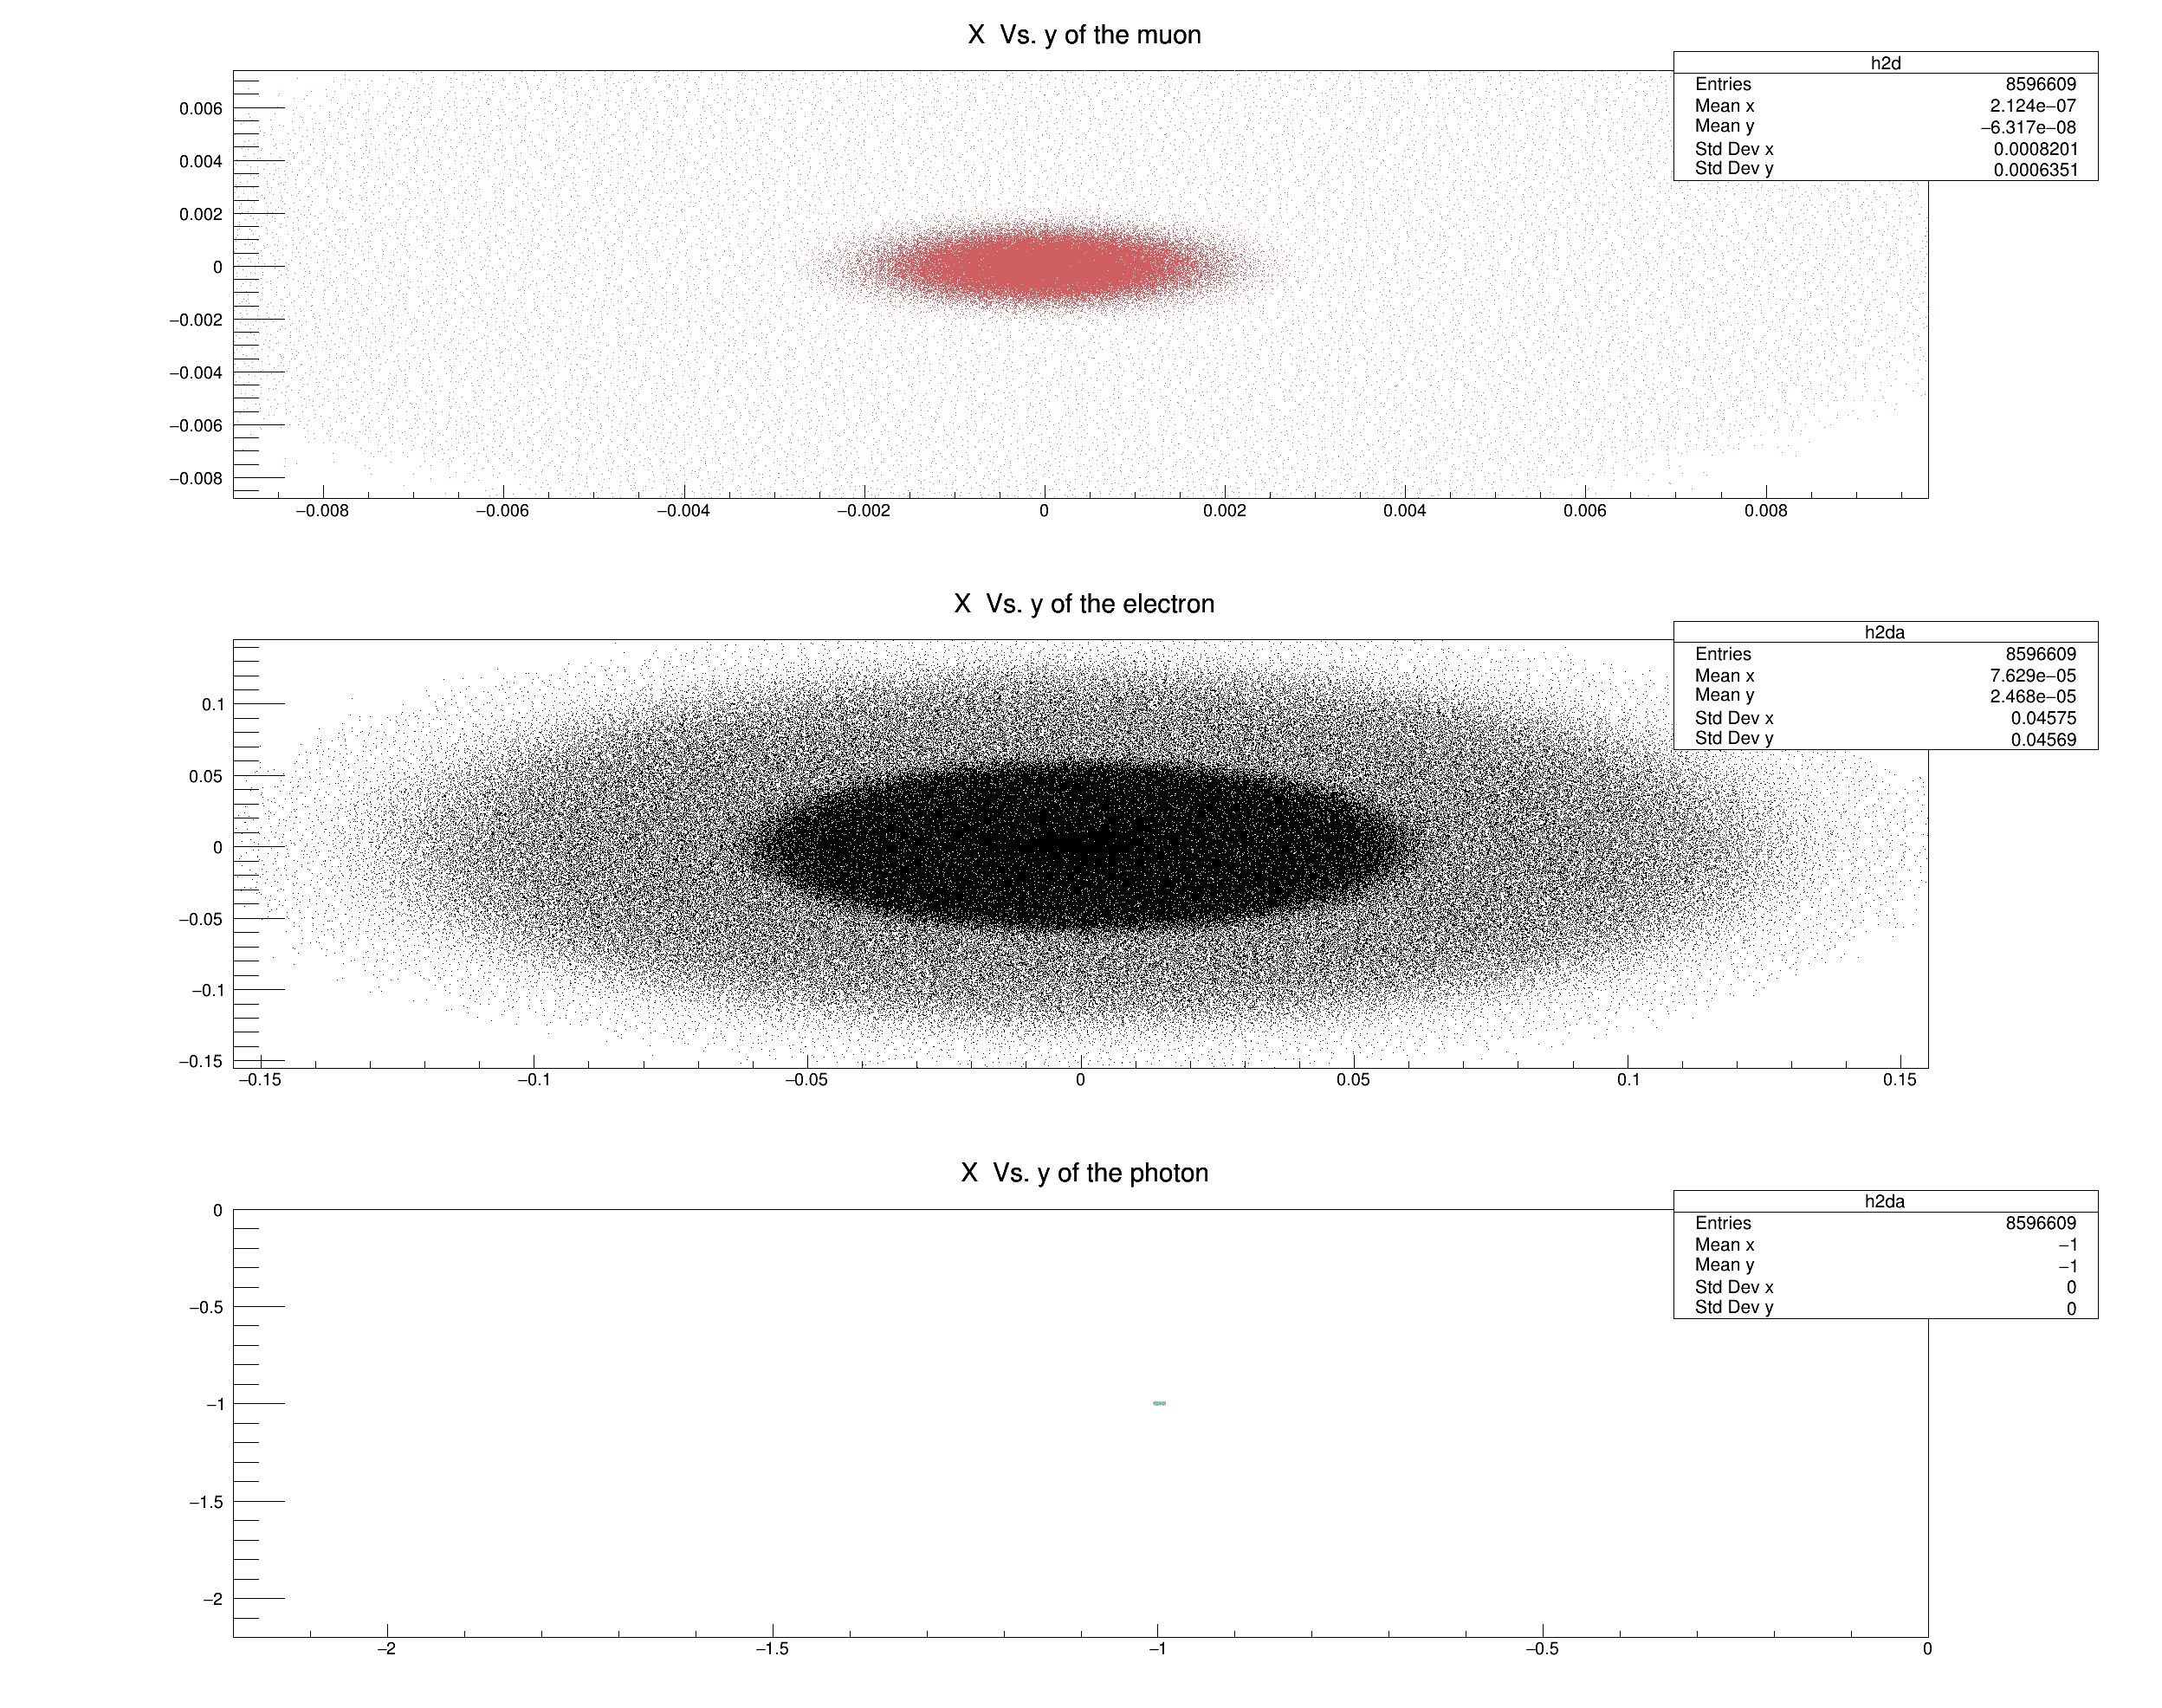 X Vs. y of the muon
h2d
Entries 8596609
Mean x 2.124e−07
Mean y −6.317e−08
Std Dev x 0.0008201
Std Dev y 0.0006351
0.006
0.004
0.002
0
−0.002
−0.004
−0.006
−0.008
−0.008 −0.006 −0.004 −0.002 0 0.002 0.004 0.006 0.008
X Vs. y of the electron
h2da
Entries 8596609
Mean x 7.629e−05
Mean y 2.468e−05
Std Dev x 0.04575
Std Dev y 0.04569
0.1
0.05
0
−0.05
−0.1
−0.15
−0.15 −0.1 −0.05 0 0.05 0.1 0.15
X Vs. y of the photon
h2da
Entries 8596609
Mean x −1
Mean y −1
Std Dev x 0
Std Dev y 0
0
−0.5
−1
−1.5
−2
−2 −1.5 −1 −0.5 0